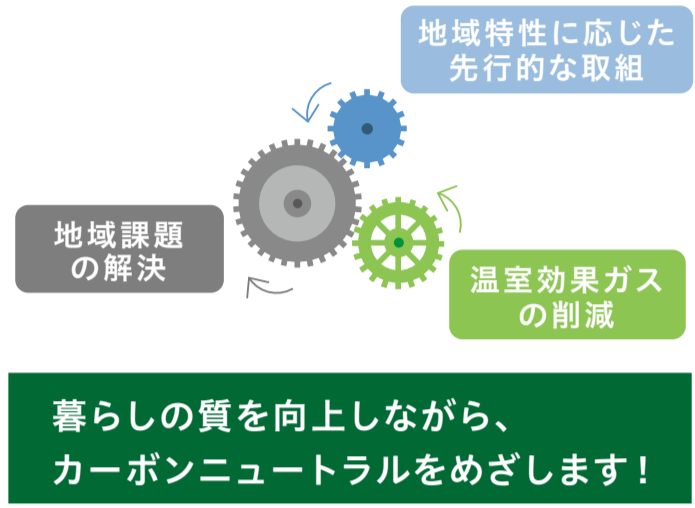 地域特性に応じた
先行的な取組
地域課題
の解決
温室効果ガス
の削減
暮らしの質を向上しながら、
カーボンニュートラルをめざします！